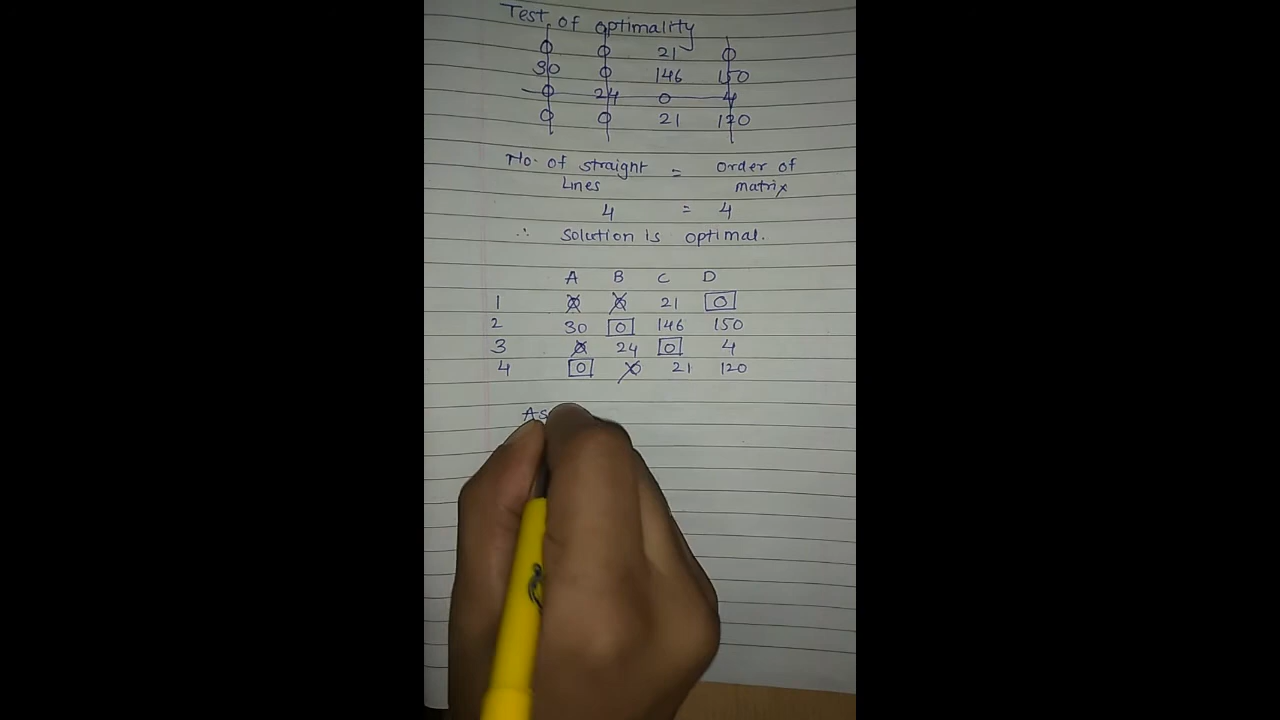 Test of optimality
0 0 21 0
30 0 146 150
0 24 0 4
0 0 21 120
No. of straight = order of
Lines matrix
4 = 4
∴ Solution is optimal.
A B C D
1 0 0 21 0
2 30 0 146 150
3 0 24 0 4
4 0 0 21 120
As